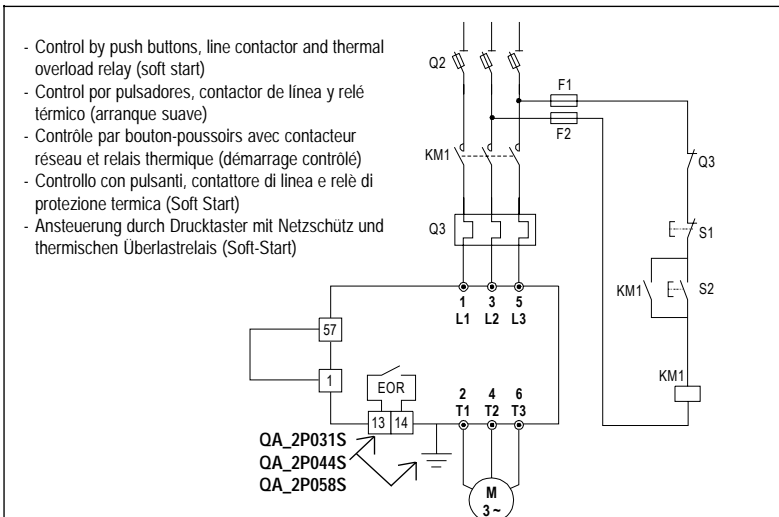 - Control by push buttons, line contactor and thermal
overload relay (soft start)
- Control por pulsadores, contactor de línea y relé
térmico (arranque suave)
- Contrôle par bouton-poussoirs avec contacteur
réseau et relais thermique (démarrage contrôlé)
- Controllo con pulsanti, contattore di linea e relè di
protezione termica (Soft Start)
- Ansteuerung durch Drucktaster mit Netzschütz und
thermischen Überlastrelais (Soft-Start)
Q2
F1
F2
KM1
Q3
Q3
S1
KM1
S2
KM1
1 3 5
L1 L2 L3
57
1
EOR
13 14
2 4 6
T1 T2 T3
QA_2P031S
QA_2P044S
QA_2P058S
M
3 ~